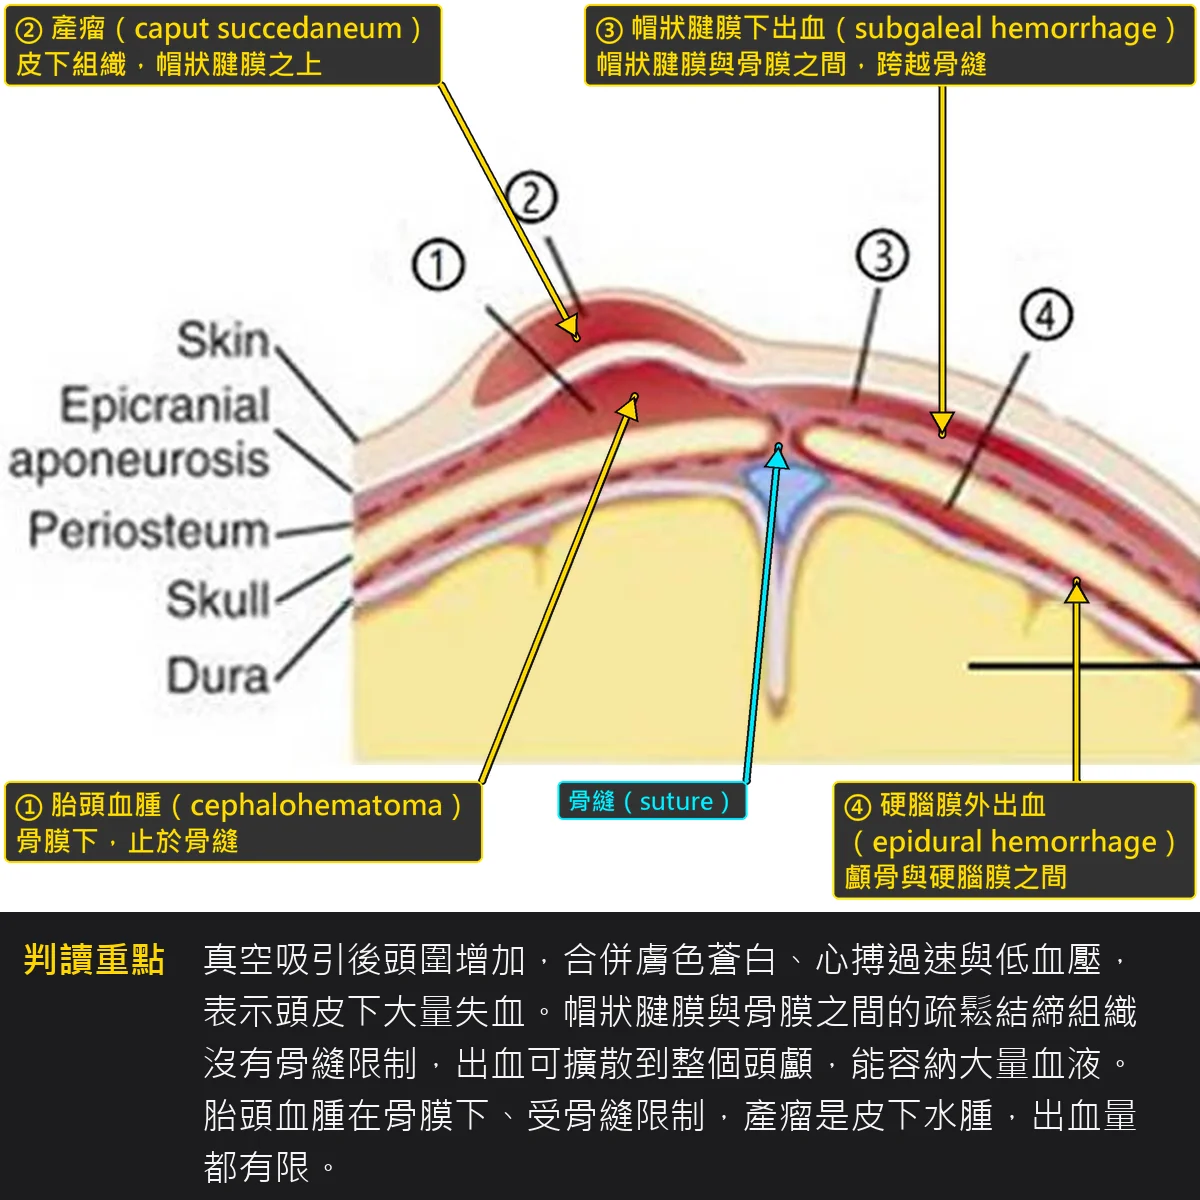 ② 產瘤（caput succedaneum）
皮下組織，帽狀腱膜之上
③ 帽狀腱膜下出血（subgaleal hemorrhage）
帽狀腱膜與骨膜之間，跨越骨縫
②
①
③
④
Skin
Epicranial
aponeurosis
Periosteum
Skull
Dura
① 胎頭血腫（cephalohematoma）
骨膜下，止於骨縫
骨縫（suture）
④ 硬腦膜外出血
（epidural hemorrhage）
顱骨與硬腦膜之間
判讀重點
真空吸引後頭圍增加，合併膚色蒼白、心搏過速與低血壓，
表示頭皮下大量失血。帽狀腱膜與骨膜之間的疏鬆結締組織
沒有骨縫限制，出血可擴散到整個頭顱，能容納大量血液。
胎頭血腫在骨膜下、受骨縫限制，產瘤是皮下水腫，出血量
都有限。